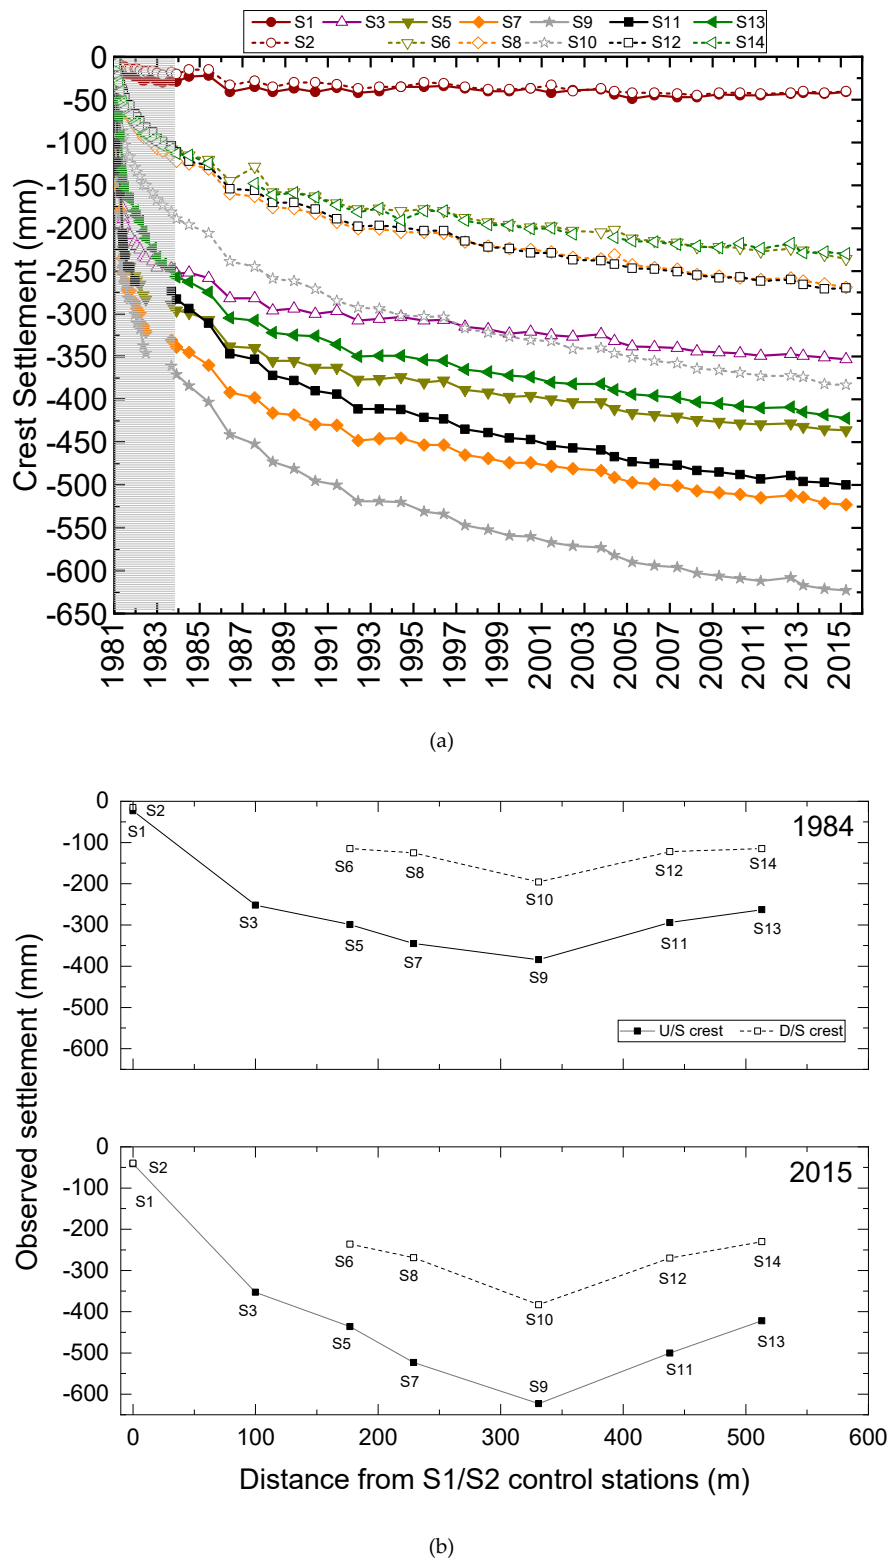 S1 S3 S5 S7 S9 S11 S13
S2 S6 S8 S10 S12 S14
0
-50
-100
-150
-200
-250
-300
-350
-400
-450
-500
-550
-600
-650
Crest Settlement (mm)
1981 1983 1985 1987 1989 1991 1993 1995 1997 1999 2001 2003 2005 2007 2009 2011 2013 2015
(a)
Observed settlement (mm)
0
-100
-200
-300
-400
-500
-600
1984
S2
S1
S3
S6
S8
S10
S12
S14
S5
S7
S9
S11
S13
U/S crest D/S crest
0
-100
-200
-300
-400
-500
-600
2015
S2
S1
S3
S6
S8
S10
S12
S14
S5
S7
S9
S11
S13
0 100 200 300 400 500 600
Distance from S1/S2 control stations (m)
(b)